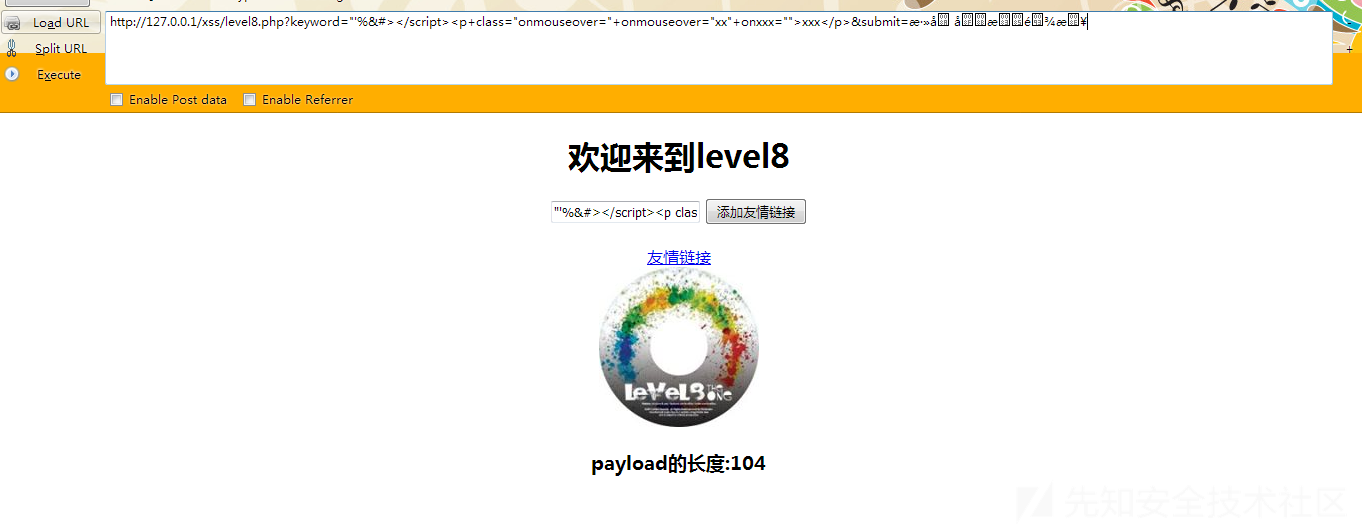 Load URL
Split URL
Execute
http://127.0.0.1/xss/level8.php?keyword="'%&#></script><p+class="onmouseover="+onmouseover="xx"+onxxx="">xxx</p>&submit=
Enable Post data
Enable Referrer
欢迎来到level8
"'%&#></script><p clas
添加友情链接
友情链接
LeVeL8
payload的长度:104
先知安全技术社区